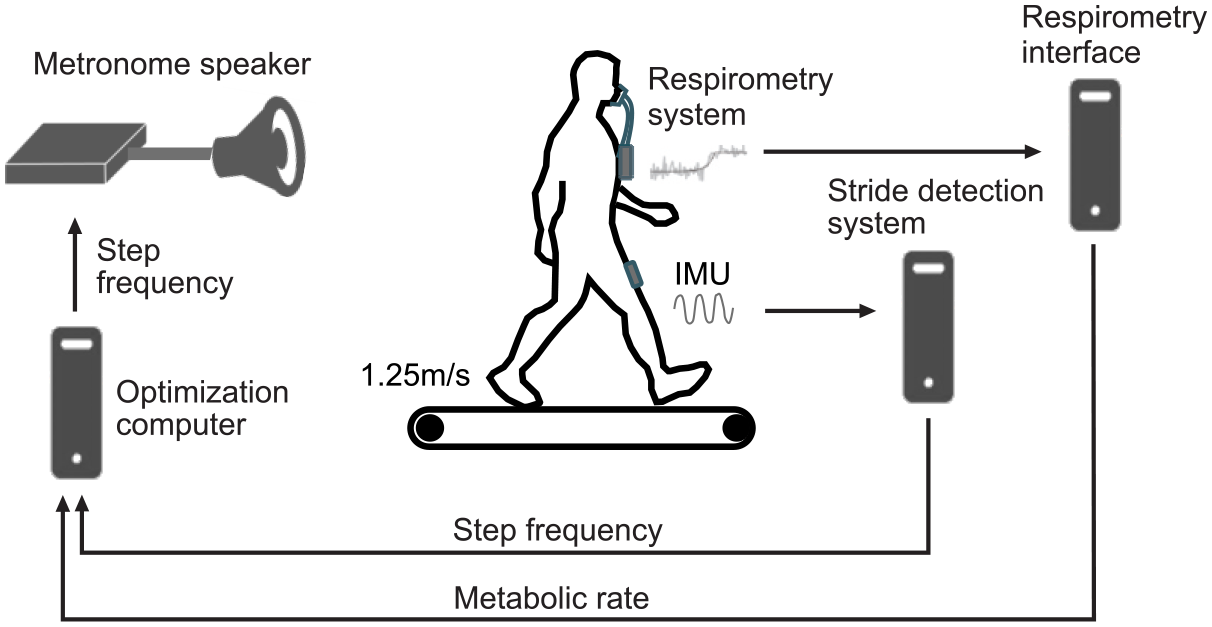 Respirometry
interface
Metronome speaker
Respirometry
system
Stride detection
system
Step
frequency
IMU
1.25m/s
Optimization
computer
Step frequency
Metabolic rate